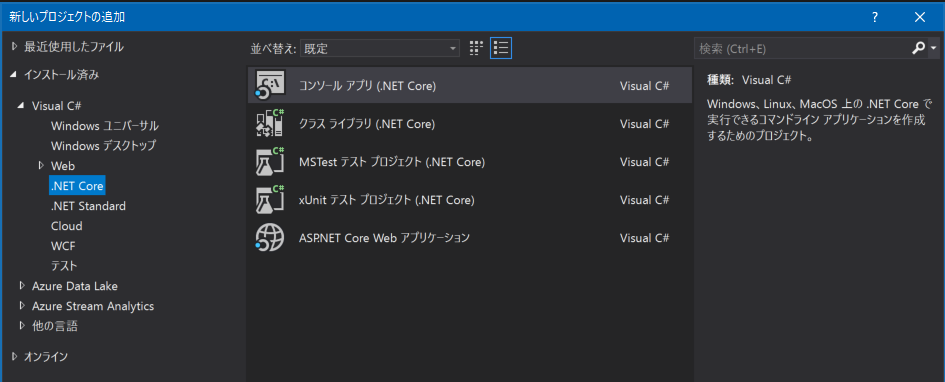 新しいプロジェクトの追加
? ×
▷ 最近使用したファイル
並べ替え: 既定
検索 (Ctrl+E)
◢ インストール済み
◢ Visual C#
Windows ユニバーサル
Windows デスクトップ
▷ Web
.NET Core
.NET Standard
Cloud
WCF
テスト
▷ Azure Data Lake
▷ Azure Stream Analytics
▷ 他の言語
▷ オンライン
コンソール アプリ (.NET Core) Visual C#
クラス ライブラリ (.NET Core) Visual C#
MSTest テスト プロジェクト (.NET Core) Visual C#
xUnit テスト プロジェクト (.NET Core) Visual C#
ASP.NET Core Web アプリケーション Visual C#
種類: Visual C#
Windows、Linux、MacOS 上の .NET Core で
実行できるコマンドライン アプリケーションを作成
するためのプロジェクト。